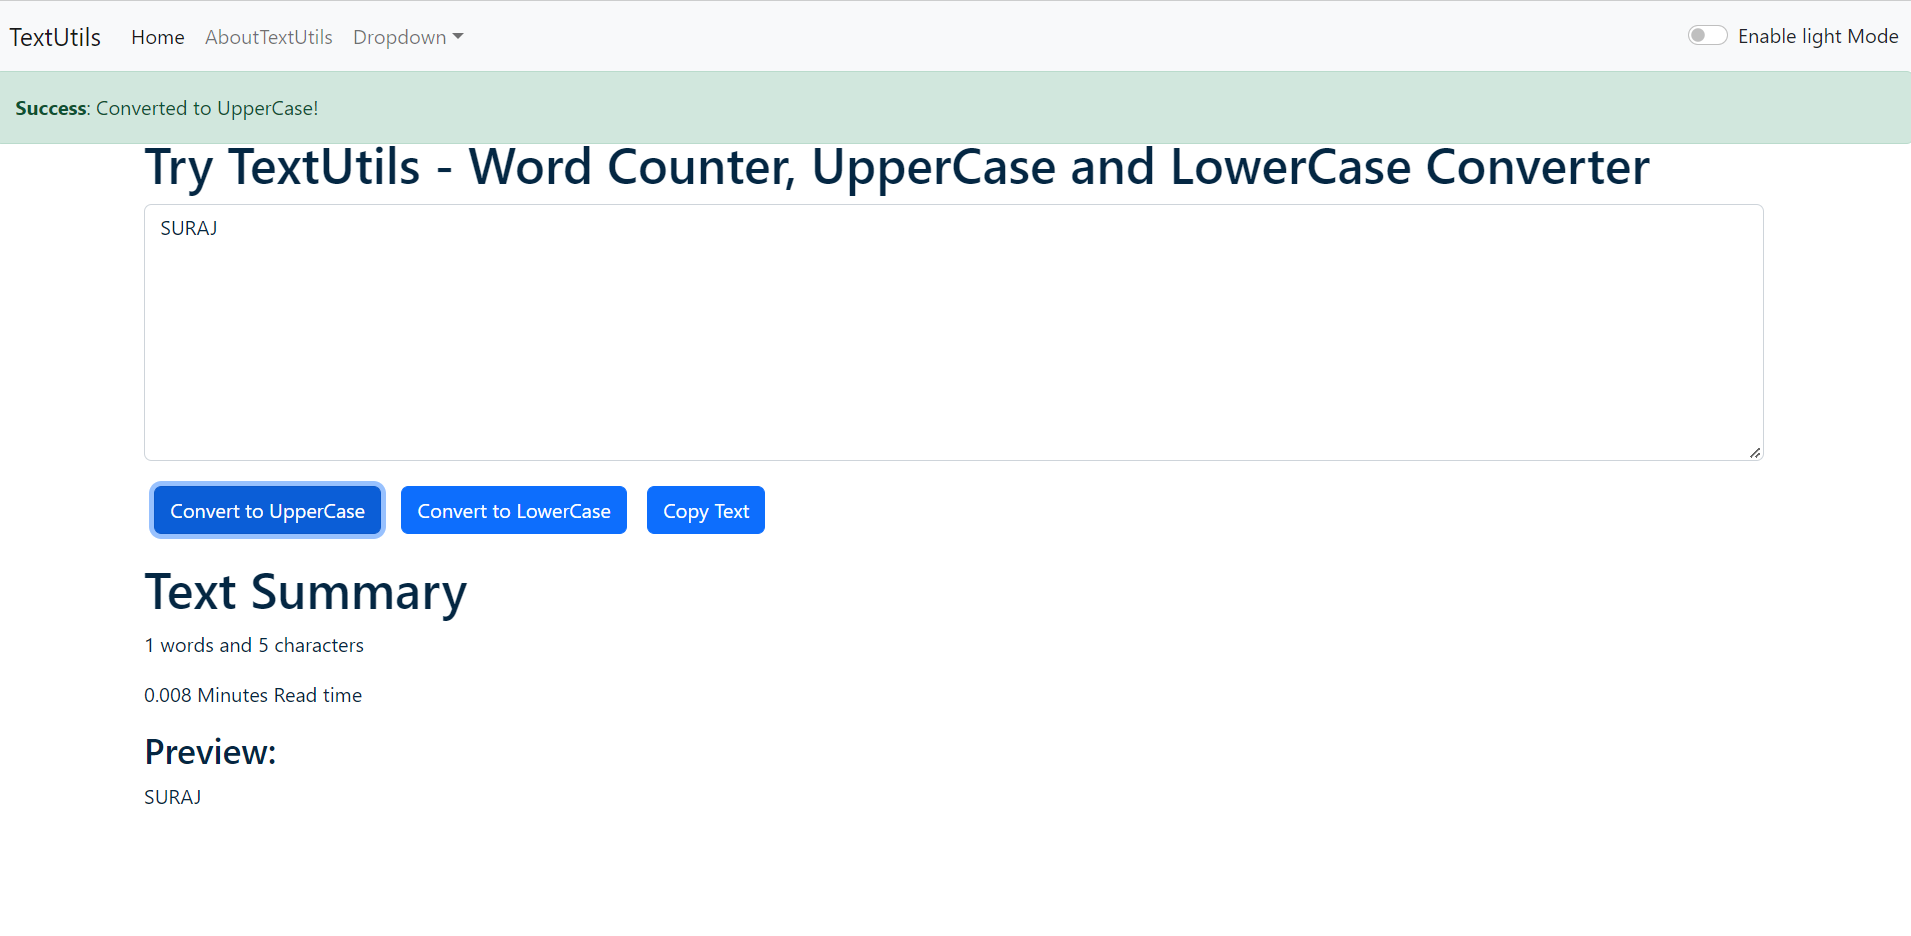 TextUtils Home AboutTextUtils Dropdown Enable light Mode
Success: Converted to UpperCase!
Try TextUtils - Word Counter, UpperCase and LowerCase Converter
SURAJ
Convert to UpperCase Convert to LowerCase Copy Text
Text Summary
1 words and 5 characters
0.008 Minutes Read time
Preview:
SURAJ